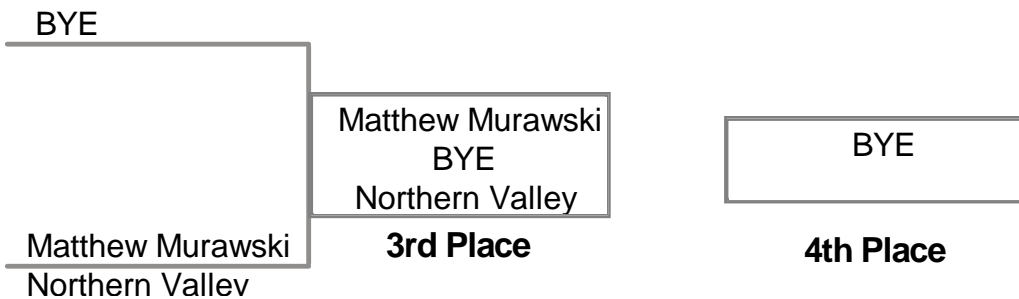 BYE
Matthew Murawski
BYE
Northern Valley
3rd Place
BYE
4th Place
Matthew Murawski
Northern Valley